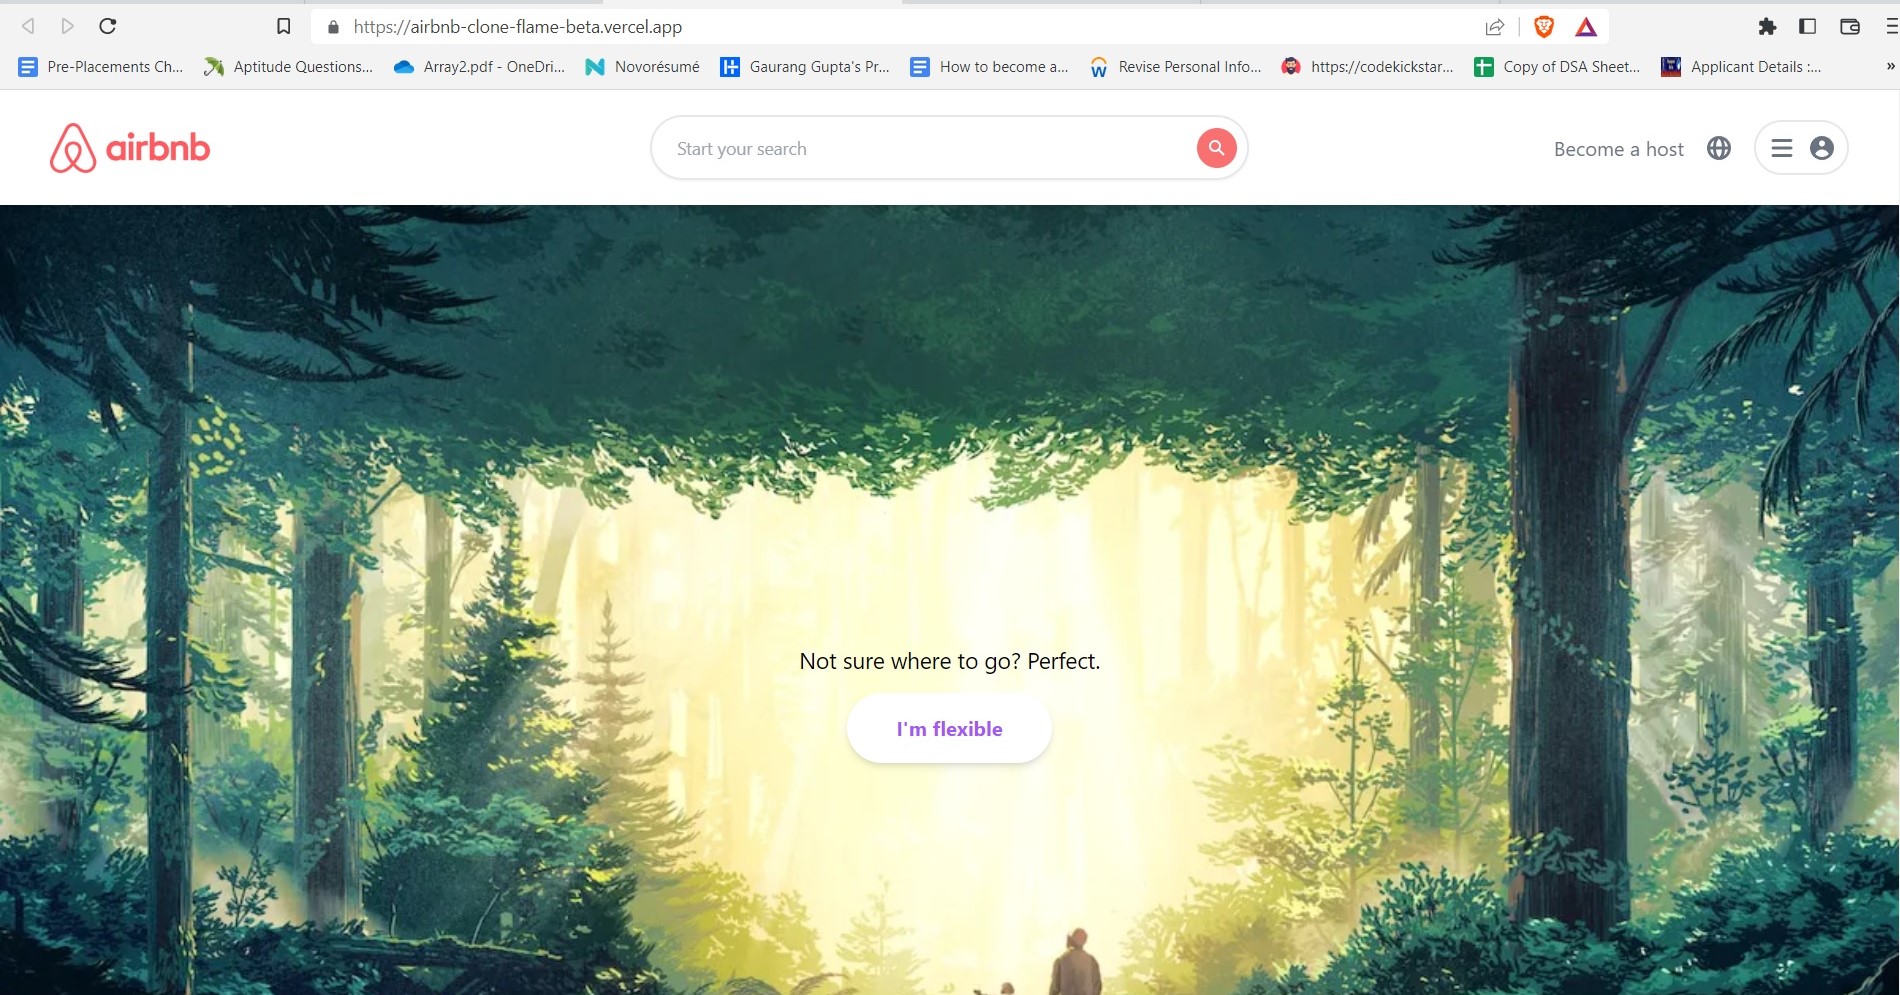 https://airbnb-clone-flame-beta.vercel.app
Pre-Placements Ch... Aptitude Questions... Array2.pdf - OneDri... Novorésumé Gaurang Gupta's Pr... How to become a... Revise Personal Info... https://codekickstar... Copy of DSA Sheet... Applicant Details :... »
airbnb Start your search Become a host
Not sure where to go? Perfect.
I'm flexible